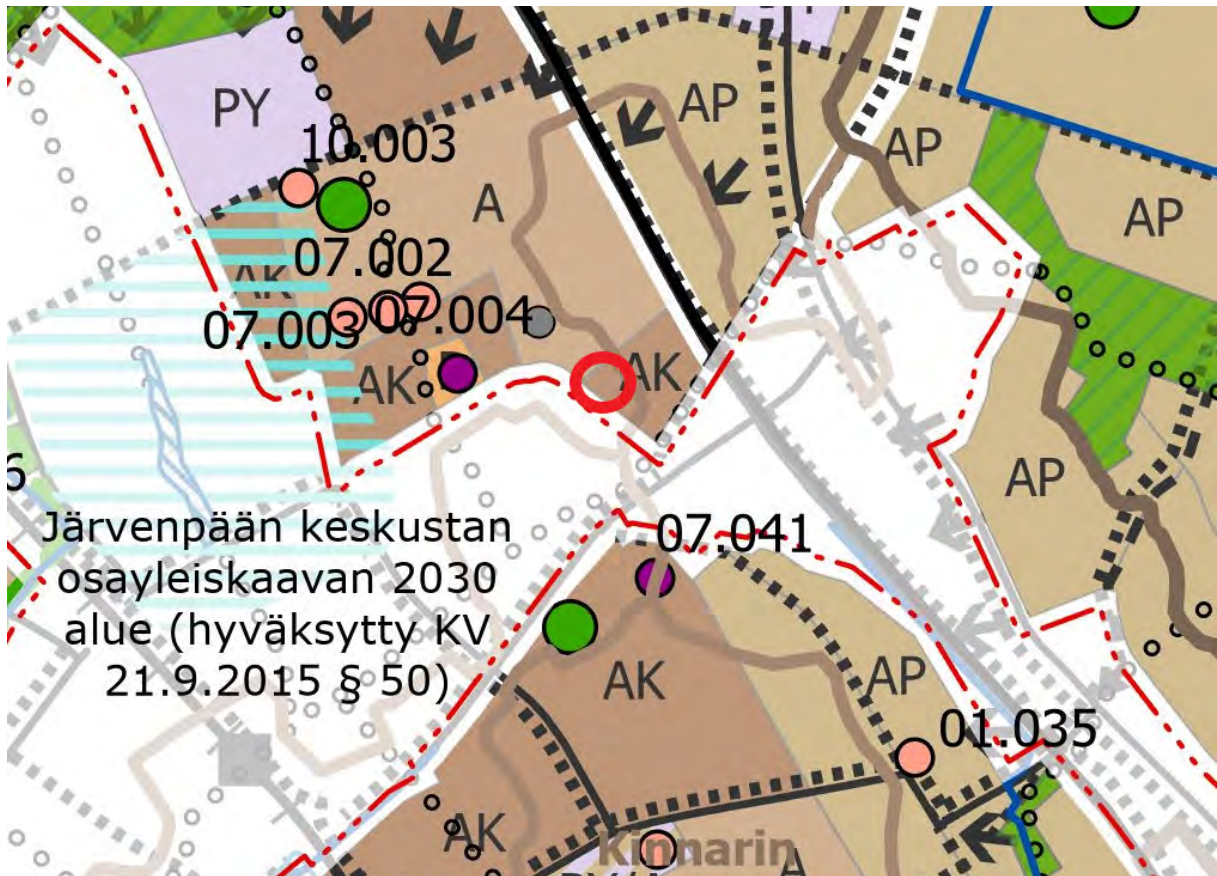 AP
PY
AP
10.003
A
AP
07.002
AK
07.003
07.004
AK
AK
6
AP
Järvenpään keskustan
osayleiskaavan 2030
alue (hyväksytty KV
21.9.2015 § 50)
07.041
AK
AP
01.035
AK
Kinnarin
A